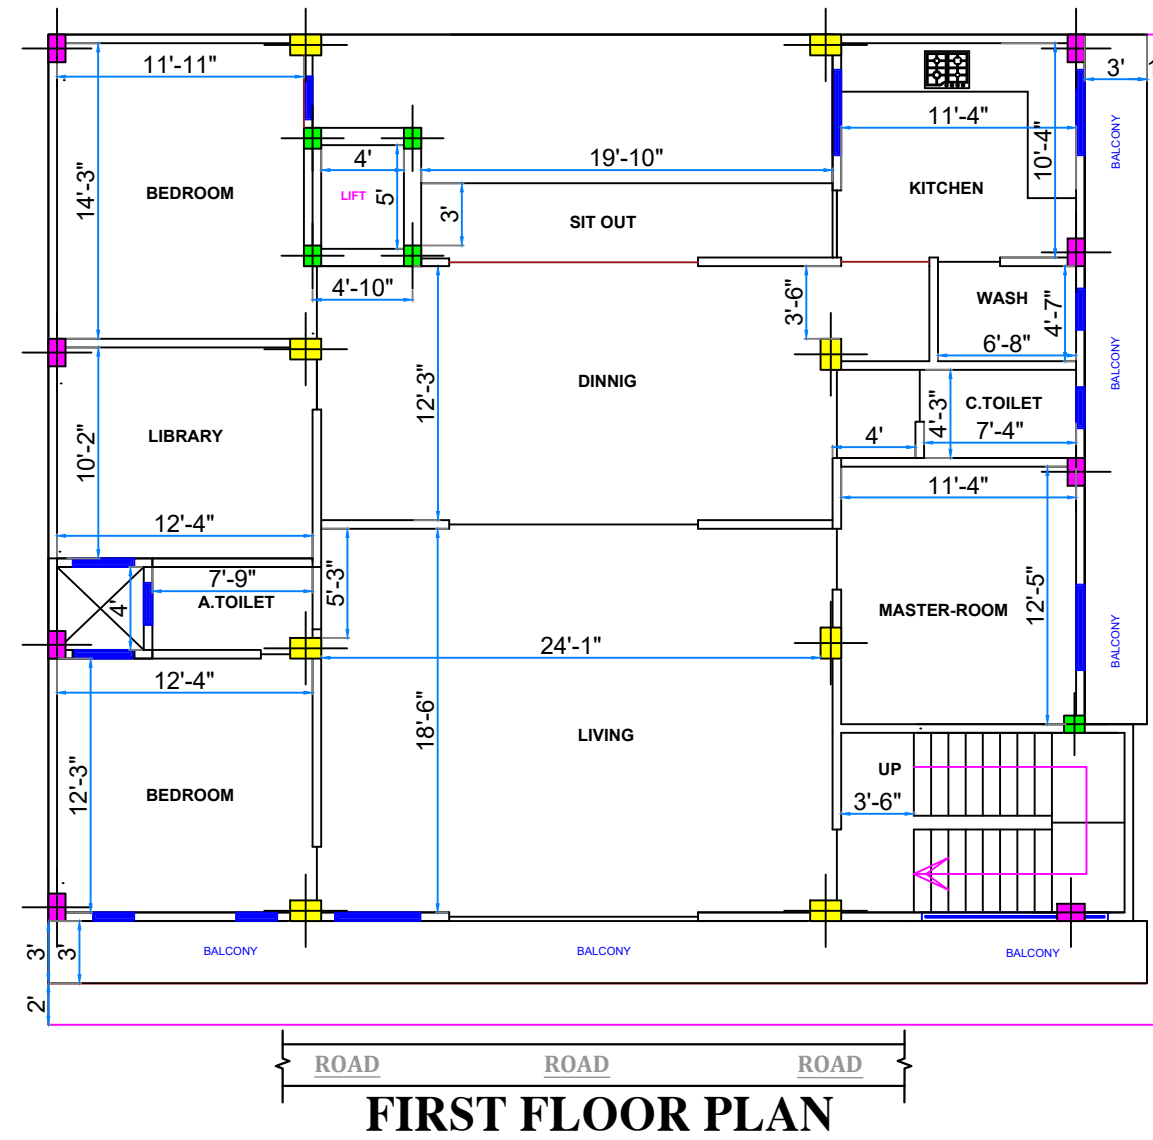 11'-11"
3'
4'
19'-10"
11'-4"
10'-4"
BALCONY
14'-3"
BEDROOM
LIFT
5'
3'
SIT OUT
KITCHEN
4'-10"
3'-6"
WASH
4'-7"
6'-8"
BALCONY
DINNIG
12'-3"
C.TOILET
4'-3"
7'-4"
4'
LIBRARY
10'-2"
12'-4"
11'-4"
7'-9"
A.TOILET
4'
5'-3"
MASTER-ROOM
12'-5"
BALCONY
24'-1"
12'-4"
18'-6"
LIVING
UP
3'-6"
12'-3"
BEDROOM
3'
3'
BALCONY
BALCONY
BALCONY
2'
ROAD
ROAD
ROAD
FIRST FLOOR PLAN